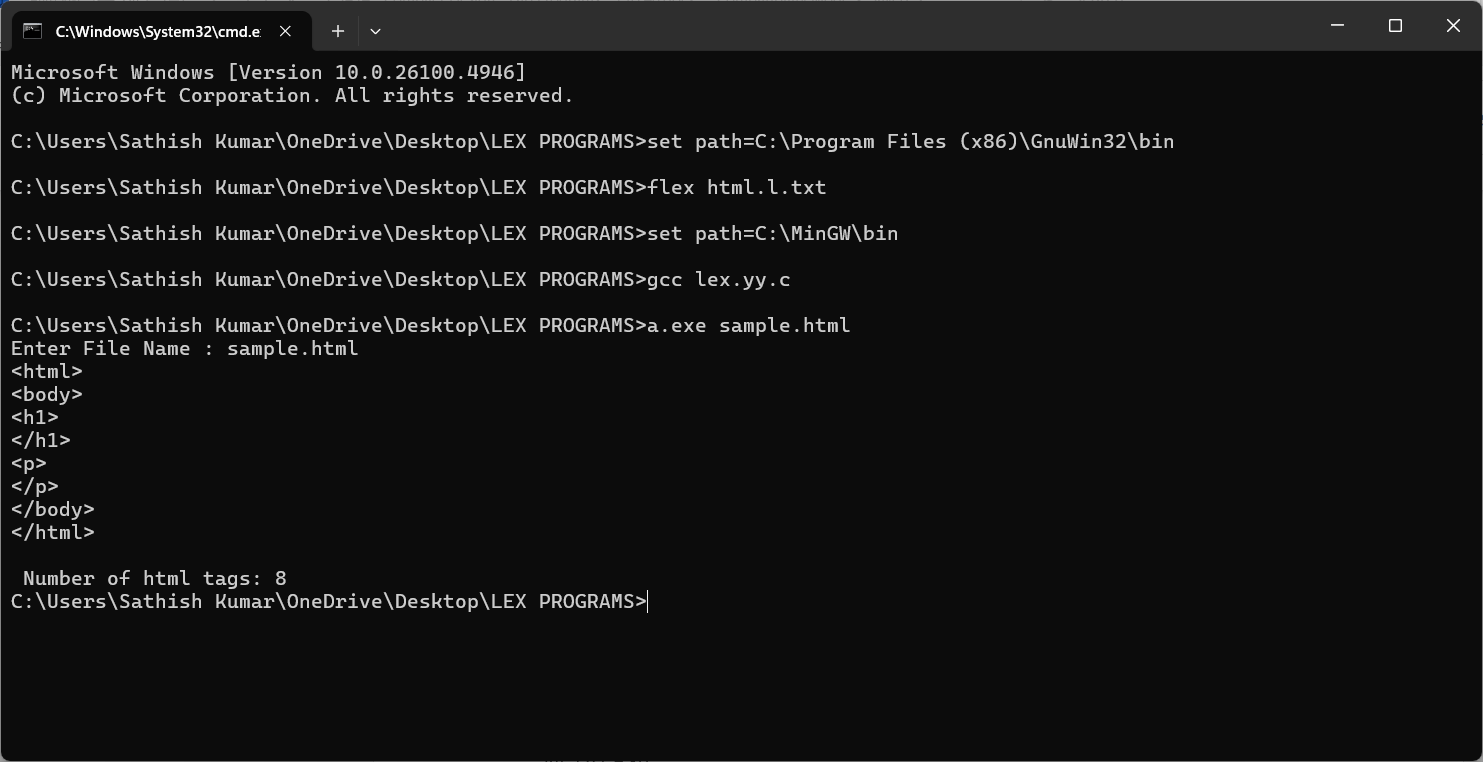 C:\Windows\System32\cmd.e
Microsoft Windows [Version 10.0.26100.4946]
(c) Microsoft Corporation. All rights reserved.
C:\Users\Sathish Kumar\OneDrive\Desktop\LEX PROGRAMS>set path=C:\Program Files (x86)\GnuWin32\bin
C:\Users\Sathish Kumar\OneDrive\Desktop\LEX PROGRAMS>flex html.l.txt
C:\Users\Sathish Kumar\OneDrive\Desktop\LEX PROGRAMS>set path=C:\MinGW\bin
C:\Users\Sathish Kumar\OneDrive\Desktop\LEX PROGRAMS>gcc lex.yy.c
C:\Users\Sathish Kumar\OneDrive\Desktop\LEX PROGRAMS>a.exe sample.html
Enter File Name : sample.html
<html>
<body>
<h1>
</h1>
<p>
</p>
</body>
</html>
Number of html tags: 8
C:\Users\Sathish Kumar\OneDrive\Desktop\LEX PROGRAMS>